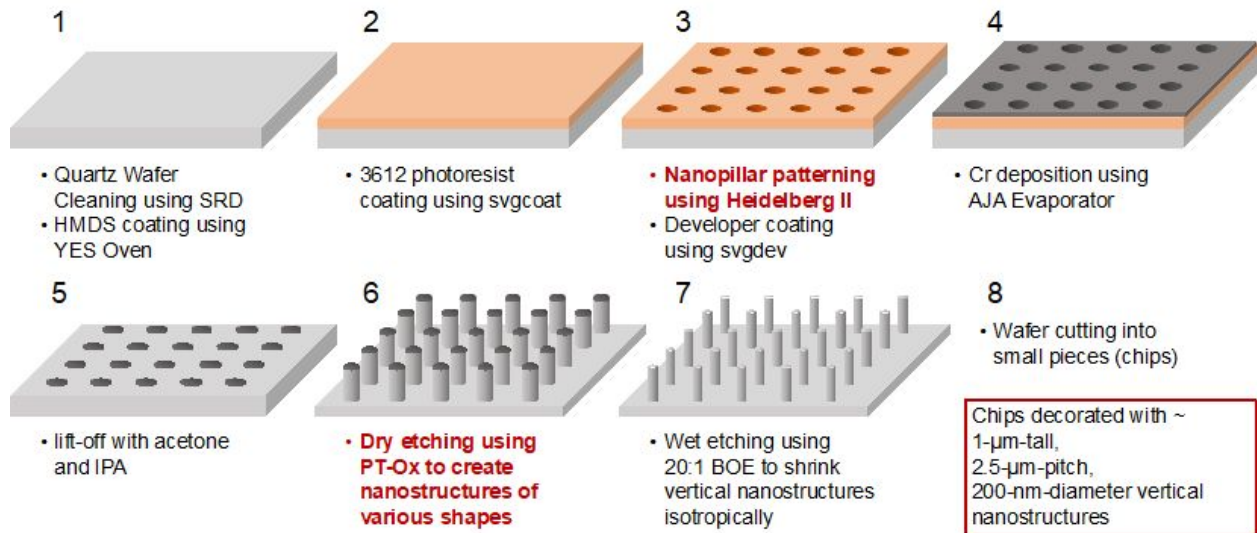 1
• Quartz Wafer
Cleaning using SRD
• HMDS coating using
YES Oven
2
• 3612 photoresist
coating using svgcoat
3
• Nanopillar patterning
using Heidelberg II
• Developer coating
using svgdev
4
• Cr deposition using
AJA Evaporator
5
• lift-off with acetone
and IPA
6
• Dry etching using
PT-Ox to create
nanostructures of
various shapes
7
• Wet etching using
20:1 BOE to shrink
vertical nanostructures
isotropically
8
• Wafer cutting into
small pieces (chips)
Chips decorated with ~
1-µm-tall,
2.5-µm-pitch,
200-nm-diameter vertical
nanostructures